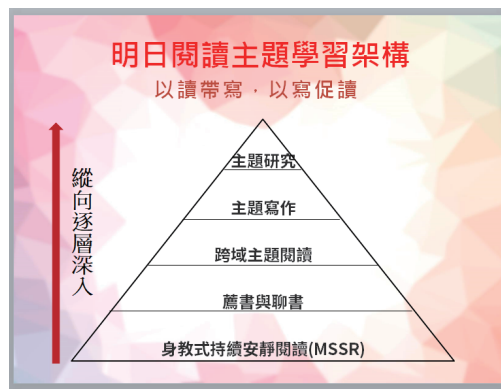 明日閱讀主題學習架構
以讀帶寫．以寫促讀
縱向逐層深入
主題研究
主題寫作
跨域主題閱讀
薦書與聊書
身教式持續安靜閱讀(MSSR)